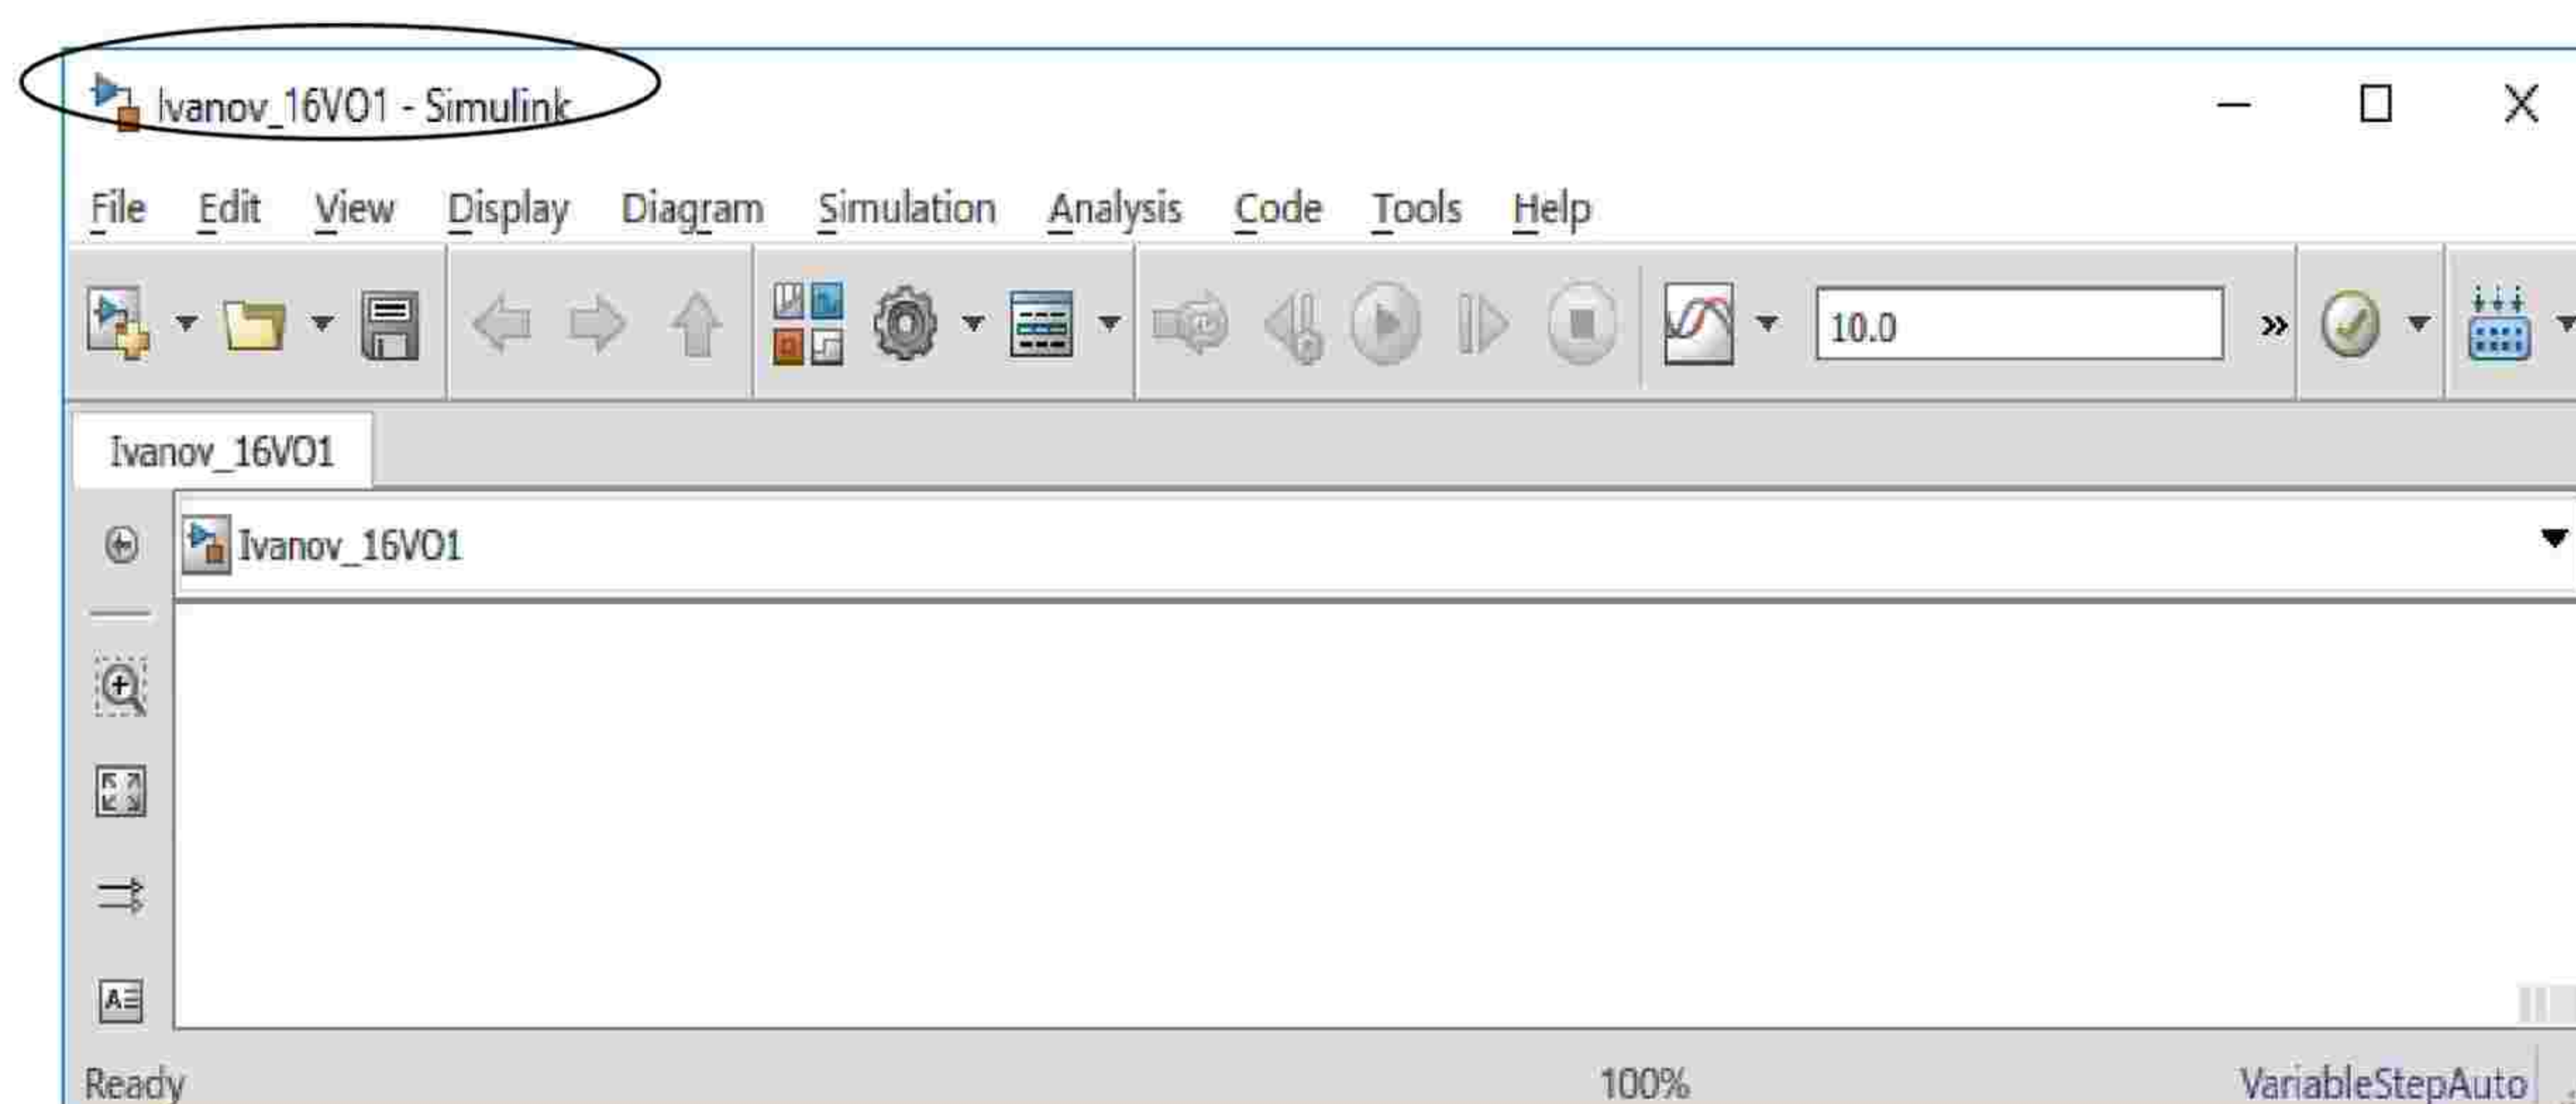 Ivanov_16VO1 - Simulink
File Edit View Display Diagram Simulation Analysis Code Tools Help
10.0 »
Ivanov_16VO1
Ivanov_16VO1
Ready 100% VariableStepAuto